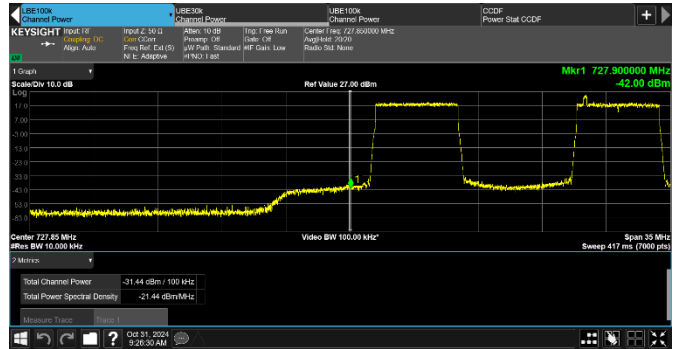 LBE100k
Channel Power
UBE30k
Channel Power
UBE100k
Channel Power
CCDF
Power Stat CCDF
KEYSIGHT Input: RF
Coupling: DC
Align: Auto
Input Z: 50 Ω
Corr CCorr
Freq Ref: Ext (S)
NFE: Adaptive
Atten: 10 dB
Preamp: Off
µW Path: Standard
#PNO: Fast
Trig: Free Run
Gate: Off
#IF Gain: Low
Center Freq: 727.850000 MHz
Avg|Hold: 20/20
Radio Std: None
1 Graph
Mkr1 727.900000 MHz
Scale/Div 10.0 dB
Ref Value 27.00 dBm
-42.00 dBm
Log
17.0
7.00
-3.00
-13.0
-23.0
-33.0
-43.0
-53.0
-63.0
1
Center 727.85 MHz
Video BW 100.00 kHz*
Span 35 MHz
#Res BW 10.000 kHz
Sweep 417 ms (7000 pts)
2 Metrics
Total Channel Power -31.44 dBm / 100 kHz
Total Power Spectral Density -21.44 dBm/MHz
Measure Trace Trace 1
Oct 31, 2024
9:26:30 AM